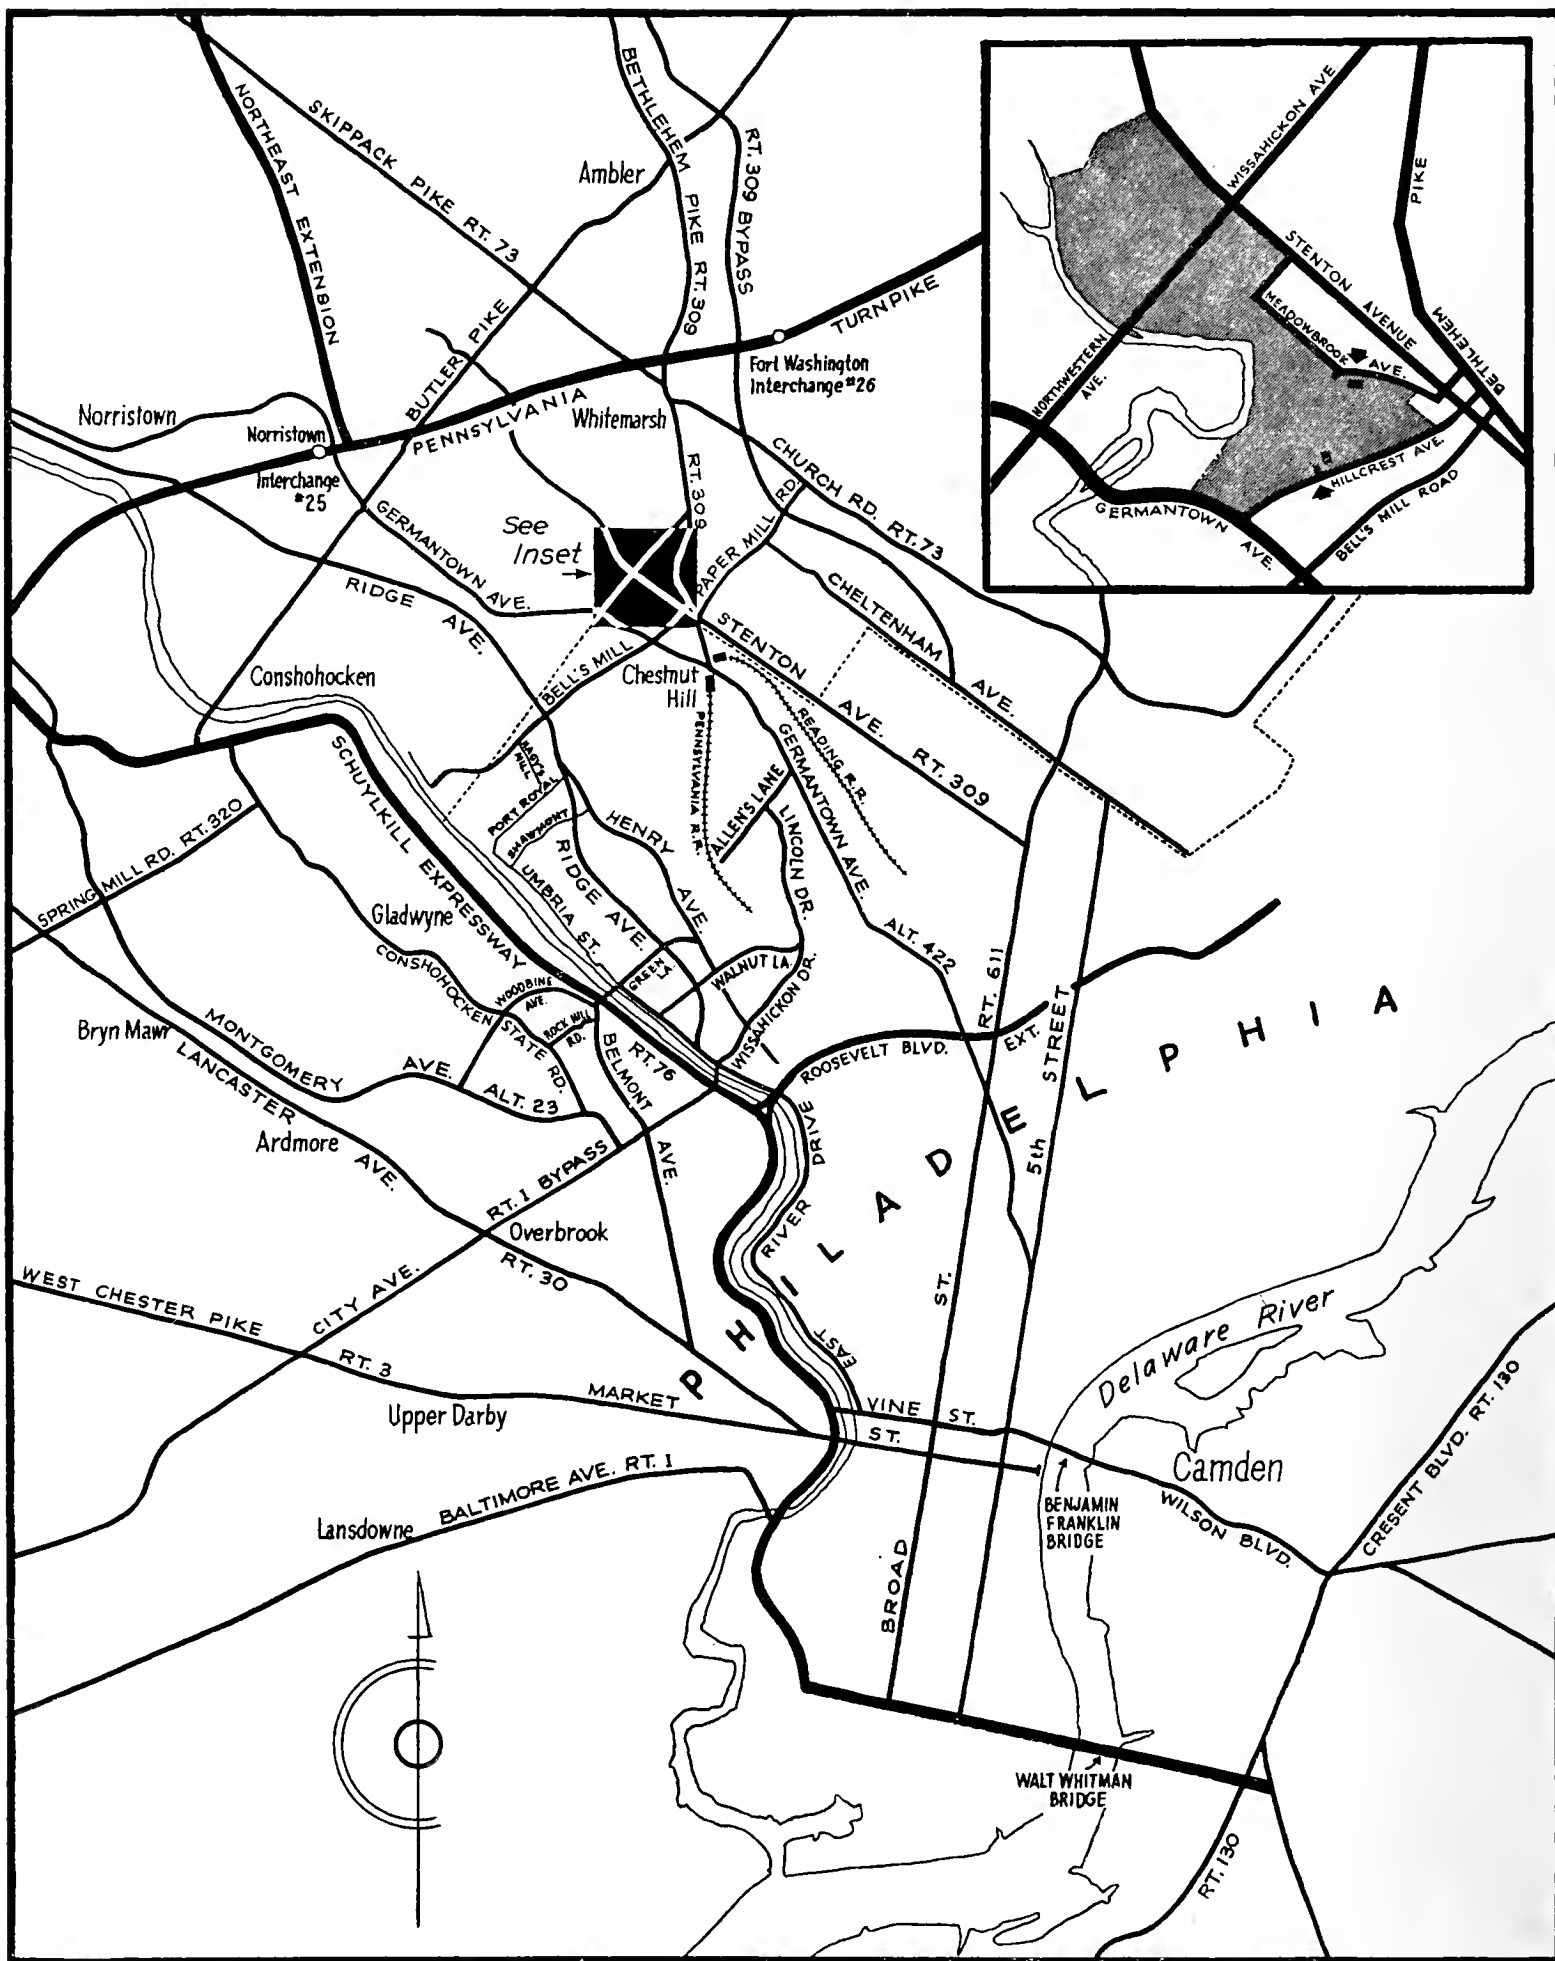 NORTHEAST EXTENBION
SKIPPACK PIKE RT. 73
BETHLEHEM PIKE RT. 309
RT. 309 BYPASS
Ambler
BUTLER PIKE
PENNSYLVANIA
TURNPIKE
Fort Washington
Interchange #26
Whitemarsh
Norristown
Norristown
Interchange
#25
GERMANTOWN AVE.
See
Inset
RT. 309
PAPER MILL RD.
CHURCH RD. RT. 73
CHELTENHAM AVE.
RIDGE AVE.
STENTON AVE. RT. 309
BELL'S MILL
Chestnut
Hill
Conshohocken
PENNSYLVANIA R.R.
READING R.R.
GERMANTOWN AVE.
ALLEN'S LANE
LINCOLN DR.
HAGY'S
MILL
PORT ROYAL
SHAWMONT
HENRY AVE.
RIDGE AVE.
UMBRIA ST.
SCHUYLKILL EXPRESSWAY
SPRING MILL RD. RT. 320
Gladwyne
CONSHOHOCKEN STATE RD.
WOODBINE
AVE.
ROCK HILL
RD.
GREEN
LA.
WALNUT LA.
WISSAHICKON DR.
ALT. 422
RT. 611
BELMONT AVE.
RT. 76
ROOSEVELT BLVD.
EXT.
5th STREET
Bryn Mawr
MONTGOMERY AVE.
ALT. 23
LANCASTER AVE.
Ardmore
RT. 1 BYPASS
CITY AVE.
Overbrook
RT. 30
EAST RIVER DRIVE
PHILADELPHIA
WEST CHESTER PIKE
RT. 3
MARKET ST.
Upper Darby
VINE ST.
BALTIMORE AVE. RT. 1
Lansdowne
BROAD ST.
Delaware River
Camden
BENJAMIN
FRANKLIN
BRIDGE
WILSON BLVD.
CRESENT BLVD. RT. 130
WALT WHITMAN
BRIDGE
RT. 130
WISSAHICKON AVE.
BETHLEHEM PIKE
STENTON AVENUE
MEADOWBROOK AVE.
NORTHWESTERN
AVE.
HILLCREST AVE.
BELL'S MILL ROAD
GERMANTOWN AVE.